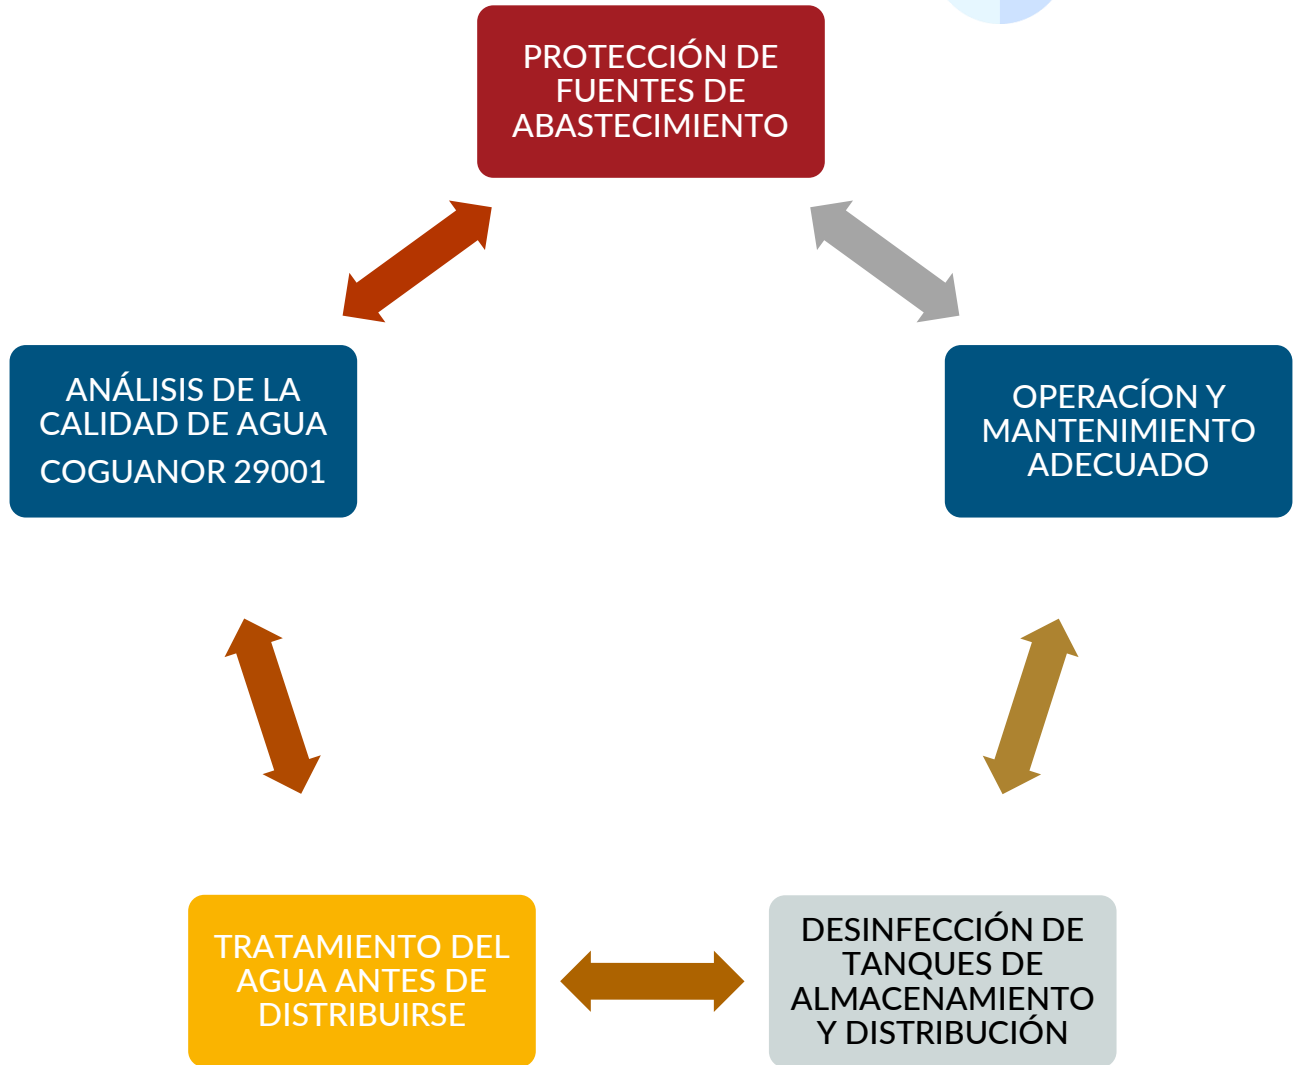 PROTECCIÓN DE
FUENTES DE
ABASTECIMIENTO
ANÁLISIS DE LA
CALIDAD DE AGUA
COGUANOR 29001
OPERACÍON Y
MANTENIMIENTO
ADECUADO
TRATAMIENTO DEL
AGUA ANTES DE
DISTRIBUIRSE
DESINFECCIÓN DE
TANQUES DE
ALMACENAMIENTO
Y DISTRIBUCIÓN